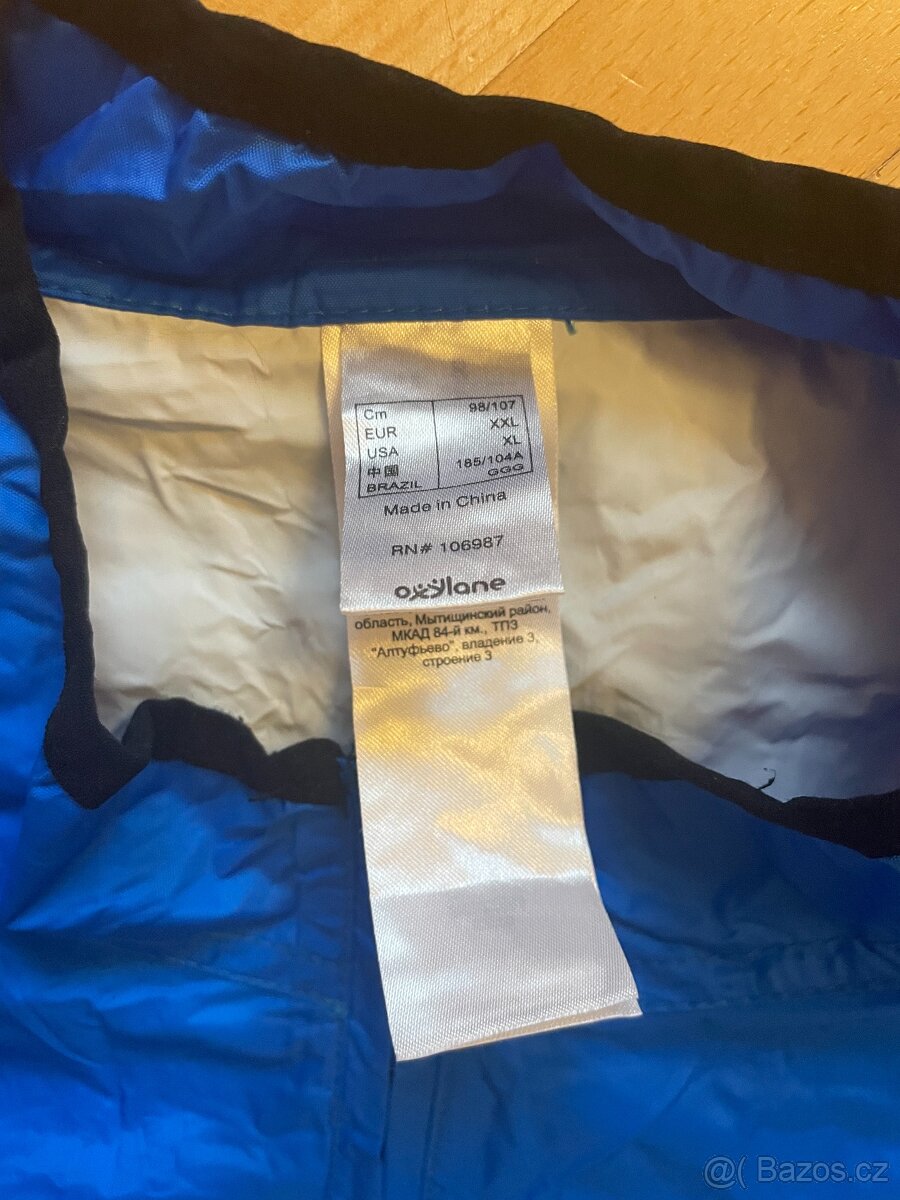 Cm 98/107
EUR XXL
USA XL
中国 185/104A
BRAZIL GGG
Made in China
RN# 106987
oxylane
область, Мытищинский район,
МКАД 84-й км., ТПЗ
"Алтуфьево", владение 3,
строение 3
@( Bazos.cz